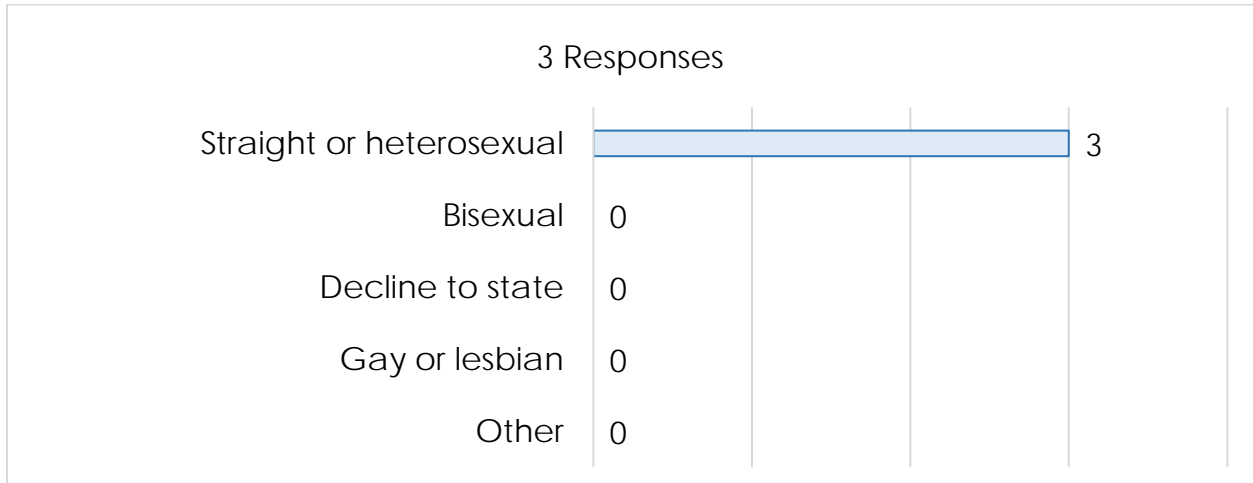 3 Responses
Straight or heterosexual 3
Bisexual 0
Decline to state 0
Gay or lesbian 0
Other 0